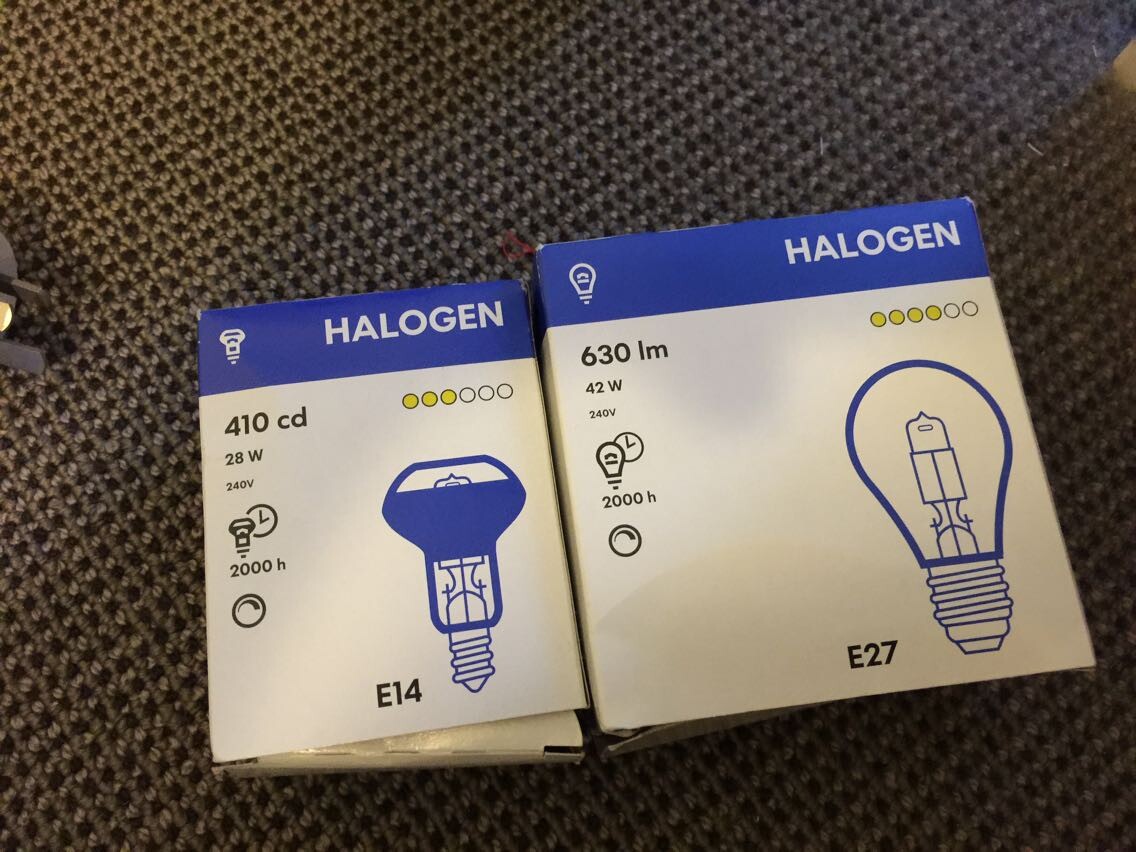 HALOGEN
410 cd
28 W
240V
2000 h
E14
HALOGEN
630 lm
42 W
240V
2000 h
E27